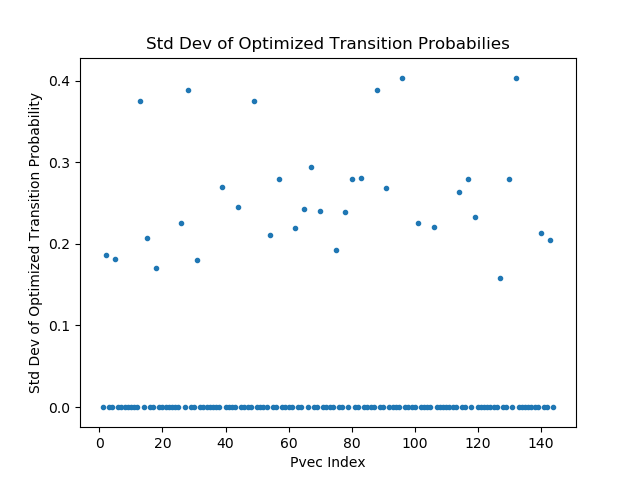 Std Dev of Optimized Transition Probabilies
Std Dev of Optimized Transition Probability
0.4
0.3
0.2
0.1
0.0
0 20 40 60 80 100 120 140
Pvec Index